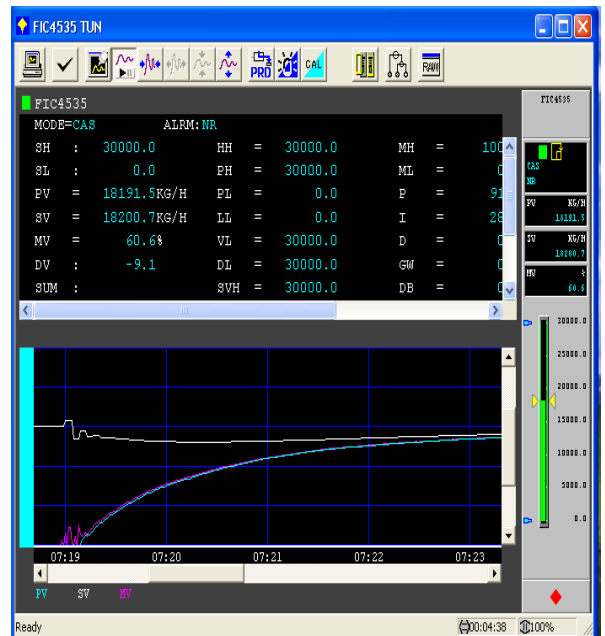 FIC4535 TUN
PRD CAL RAW
FIC4535
MODE=CAS ALRM:NR
SH : 30000.0 HH = 30000.0 MH = 100
SL : 0.0 PH = 30000.0 ML =
PV = 18191.5KG/H PL = 0.0 P = 91
SV = 18200.7KG/H LL = 0.0 I = 28
MV = 60.6% VL = 30000.0 D =
DV : -9.1 DL = 30000.0 GW =
SUM : SVH = 30000.0 DB =
FIC4535
CAS
NR
PV KG/H
18191.5
SV KG/H
18200.7
MV %
60.6
30000.0
25000.0
20000.0
15000.0
10000.0
5000.0
0.0
07:19 07:20 07:21 07:22 07:23
PV SV MV
Ready 00:04:38 100%